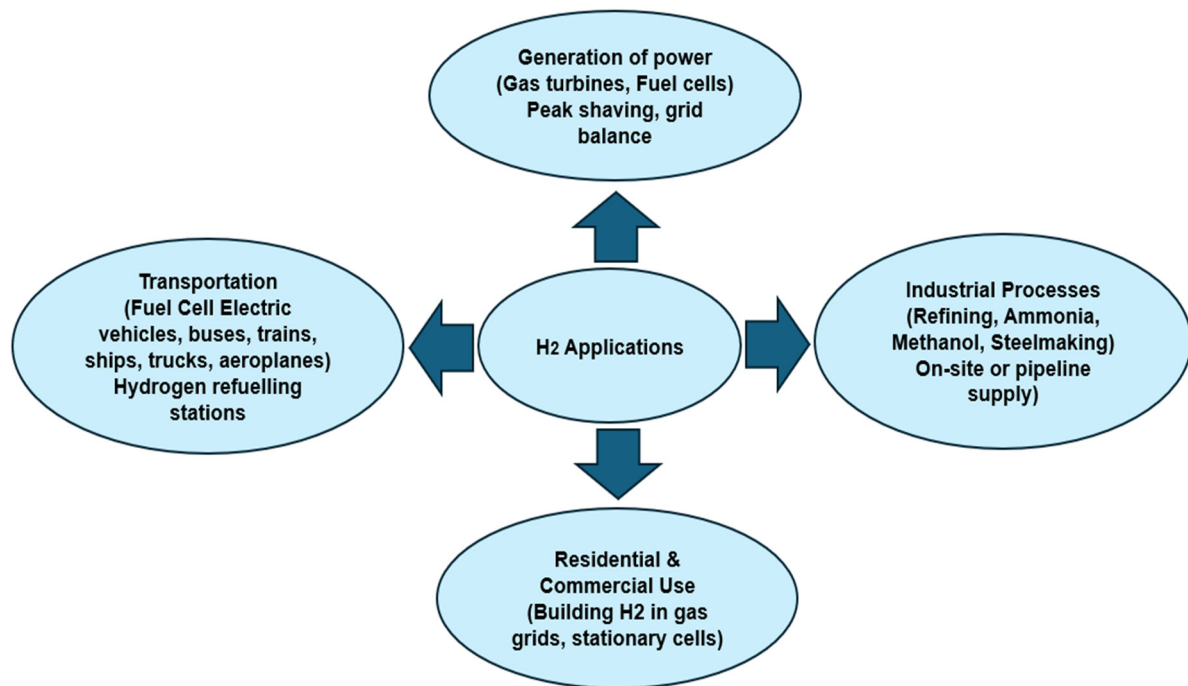 Generation of power
(Gas turbines, Fuel cells)
Peak shaving, grid
balance
Transportation
(Fuel Cell Electric
vehicles, buses, trains,
ships, trucks, aeroplanes)
Hydrogen refuelling
stations
H2 Applications
Industrial Processes
(Refining, Ammonia,
Methanol, Steelmaking)
On-site or pipeline
supply)
Residential &
Commercial Use
(Building H2 in gas
grids, stationary cells)